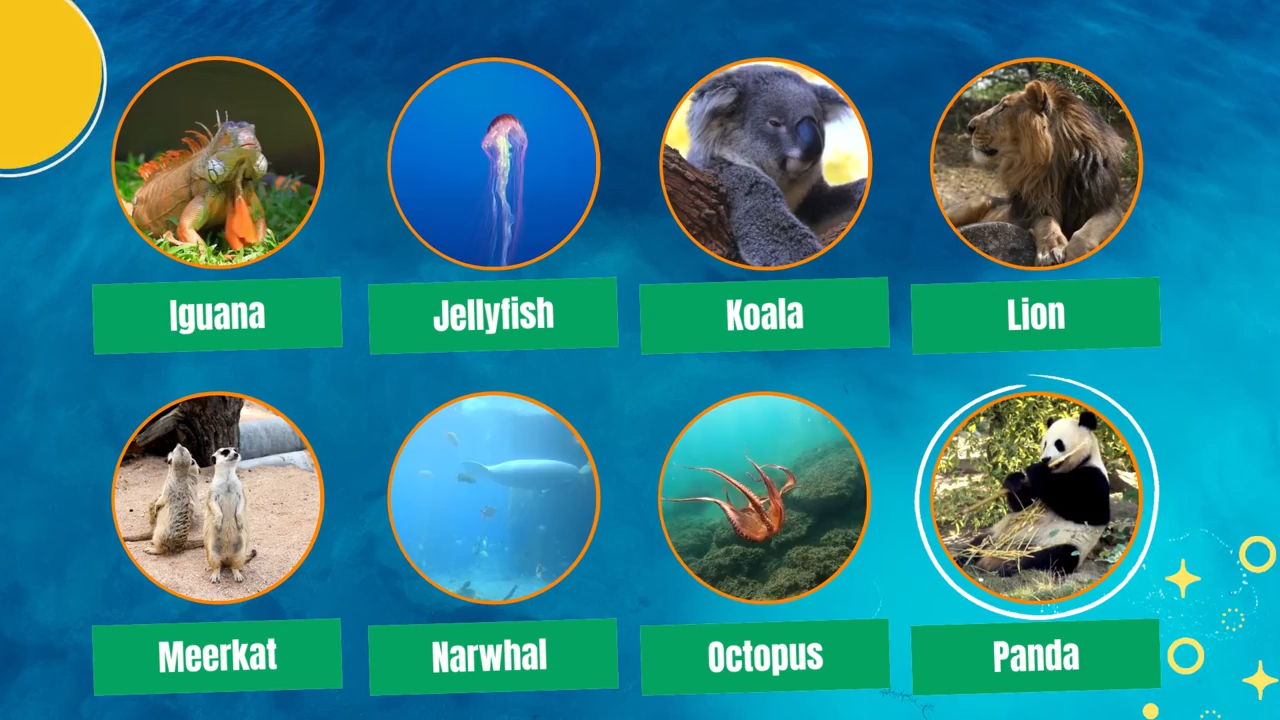 Iguana
Jellyfish
Koala
Lion
Meerkat
Narwhal
Octopus
Panda